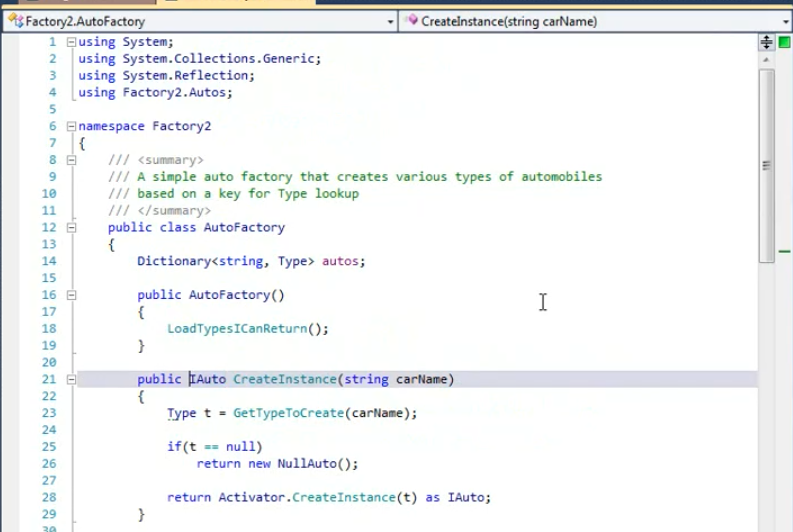 Factory2.AutoFactory
CreateInstance(string carName)
1 using System;
2 using System.Collections.Generic;
3 using System.Reflection;
4 using Factory2.Autos;
5
6 namespace Factory2
7 {
8 /// <summary>
9 /// A simple auto factory that creates various types of automobiles
10 /// based on a key for Type lookup
11 /// </summary>
12 public class AutoFactory
13 {
14 Dictionary<string, Type> autos;
15
16 public AutoFactory()
17 {
18 LoadTypesICanReturn();
19 }
20
21 public IAuto CreateInstance(string carName)
22 {
23 Type t = GetTypeToCreate(carName);
24
25 if(t == null)
26 return new NullAuto();
27
28 return Activator.CreateInstance(t) as IAuto;
29 }
30